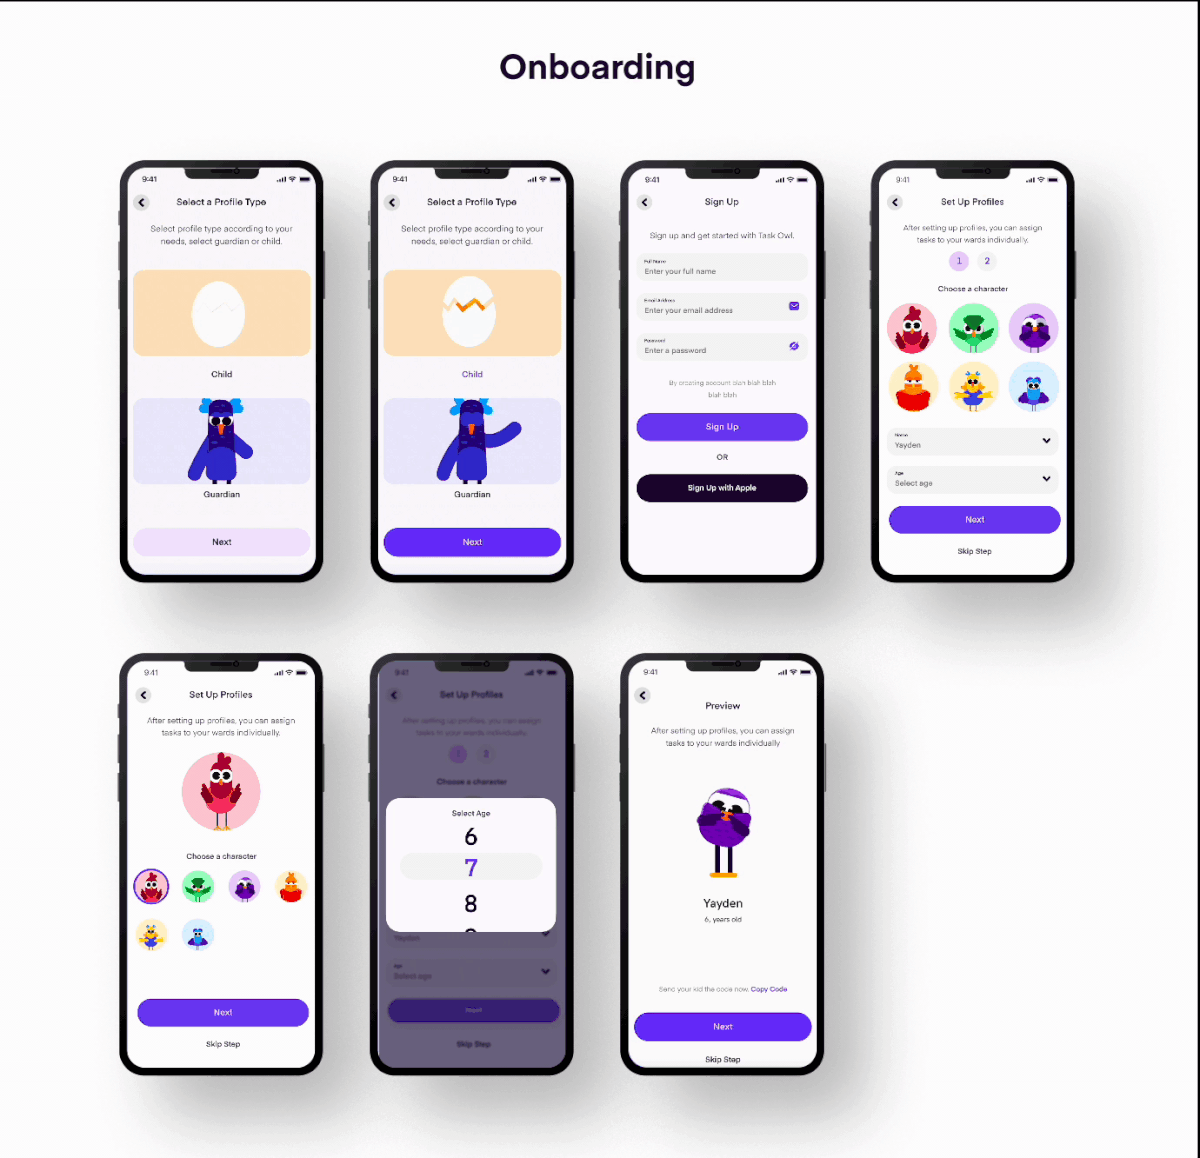 Onboarding
9:41
Select a Profile Type
Select profile type according to your
needs, select guardian or child.
Child
Guardian
Next
9:41
Select a Profile Type
Select profile type according to your
needs, select guardian or child.
Child
Guardian
Next
9:41
Sign Up
Sign up and get started with Task Owl.
Full Name
Enter your full name
Email Address
Enter your email address
Password
Enter a password
By creating account blah blah blah
blah blah
Sign Up
OR
Sign Up with Apple
9:41
Set Up Profiles
After setting up profiles, you can assign
tasks to your wards individually.
1 2
Choose a character
Name
Yayden
Age
Select age
Next
Skip Step
9:41
Set Up Profiles
After setting up profiles, you can assign
tasks to your wards individually.
Choose a character
Next
Skip Step
9:41
Set Up Profiles
After setting up profiles, you can assign
tasks to your wards individually.
1 2
Choose a character
Select Age
6
7
8
9
Yayden
Age
Select age
Next
Skip Step
9:41
Preview
After setting up profiles, you can assign
tasks to your wards individually
Yayden
6, years old
Send your kid the code now. Copy Code
Next
Skip Step